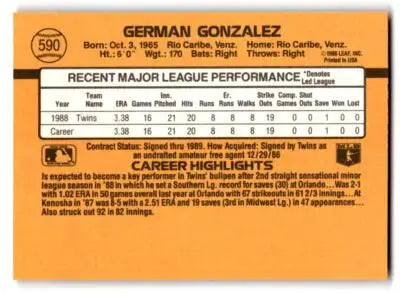 590
GERMAN GONZALEZ
Born: Oct. 3, 1965 Rio Caribe, Venz. Home: Rio Caribe, Venz.
Ht.: 6'0" Wgt.: 170 Bats: Right Throws: Right
©1988 LEAF, INC.
Printed in USA
RECENT MAJOR LEAGUE PERFORMANCE
*Denotes
Led League
Team Inn. Er. Strike Comp. Shut
Year Name ERA Games Pitched Hits Runs Runs Walks Outs Games Outs Save Won Lost
1988 Twins 3.38 16 21 20 8 8 8 19 0 0 1 0 0
Career 3.38 16 21 20 8 8 8 19 0 0 1 0 0
Contract Status: Signed thru 1989. How Acquired: Signed by Twins as
an undrafted amateur free agent 12/29/86
CAREER HIGHLIGHTS
Is expected to become a key performer in Twins' bullpen after 2nd straight sensational minor
league season in '88 in which he set a Southern Lg. record for saves (30) at Orlando... Was 2-1
with 1.02 ERA in 50 games overall last year at Orlando with 67 strikeouts in 61 2/3 innings... At
Kenosha in '87 was 8-5 with a 2.51 ERA and 19 saves (3rd in Midwest Lg.) in 47 appearances...
Also struck out 92 in 82 innings.